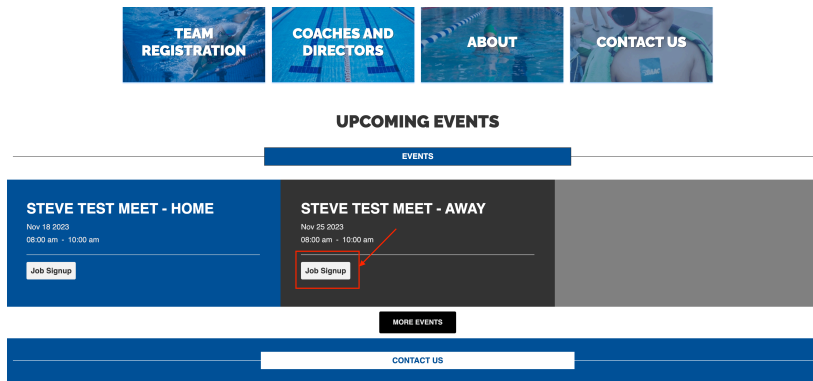 TEAM
REGISTRATION
COACHES AND
DIRECTORS
ABOUT
CONTACT US
UPCOMING EVENTS
EVENTS
STEVE TEST MEET - HOME
Nov 18 2023
08:00 am - 10:00 am
Job Signup
STEVE TEST MEET - AWAY
Nov 25 2023
08:00 am - 10:00 am
Job Signup
MORE EVENTS
CONTACT US